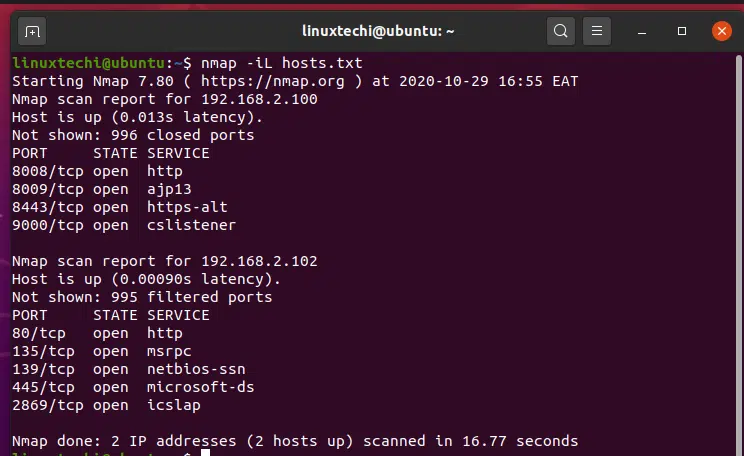 linuxtechi@ubuntu: ~
linuxtechi@ubuntu:~$ nmap -iL hosts.txt
Starting Nmap 7.80 ( https://nmap.org ) at 2020-10-29 16:55 EAT
Nmap scan report for 192.168.2.100
Host is up (0.013s latency).
Not shown: 996 closed ports
PORT     STATE SERVICE
8008/tcp open  http
8009/tcp open  ajp13
8443/tcp open  https-alt
9000/tcp open  cslistener

Nmap scan report for 192.168.2.102
Host is up (0.00090s latency).
Not shown: 995 filtered ports
PORT     STATE SERVICE
80/tcp   open  http
135/tcp  open  msrpc
139/tcp  open  netbios-ssn
445/tcp  open  microsoft-ds
2869/tcp open  icslap

Nmap done: 2 IP addresses (2 hosts up) scanned in 16.77 seconds
linuxtechi@ubuntu:~$